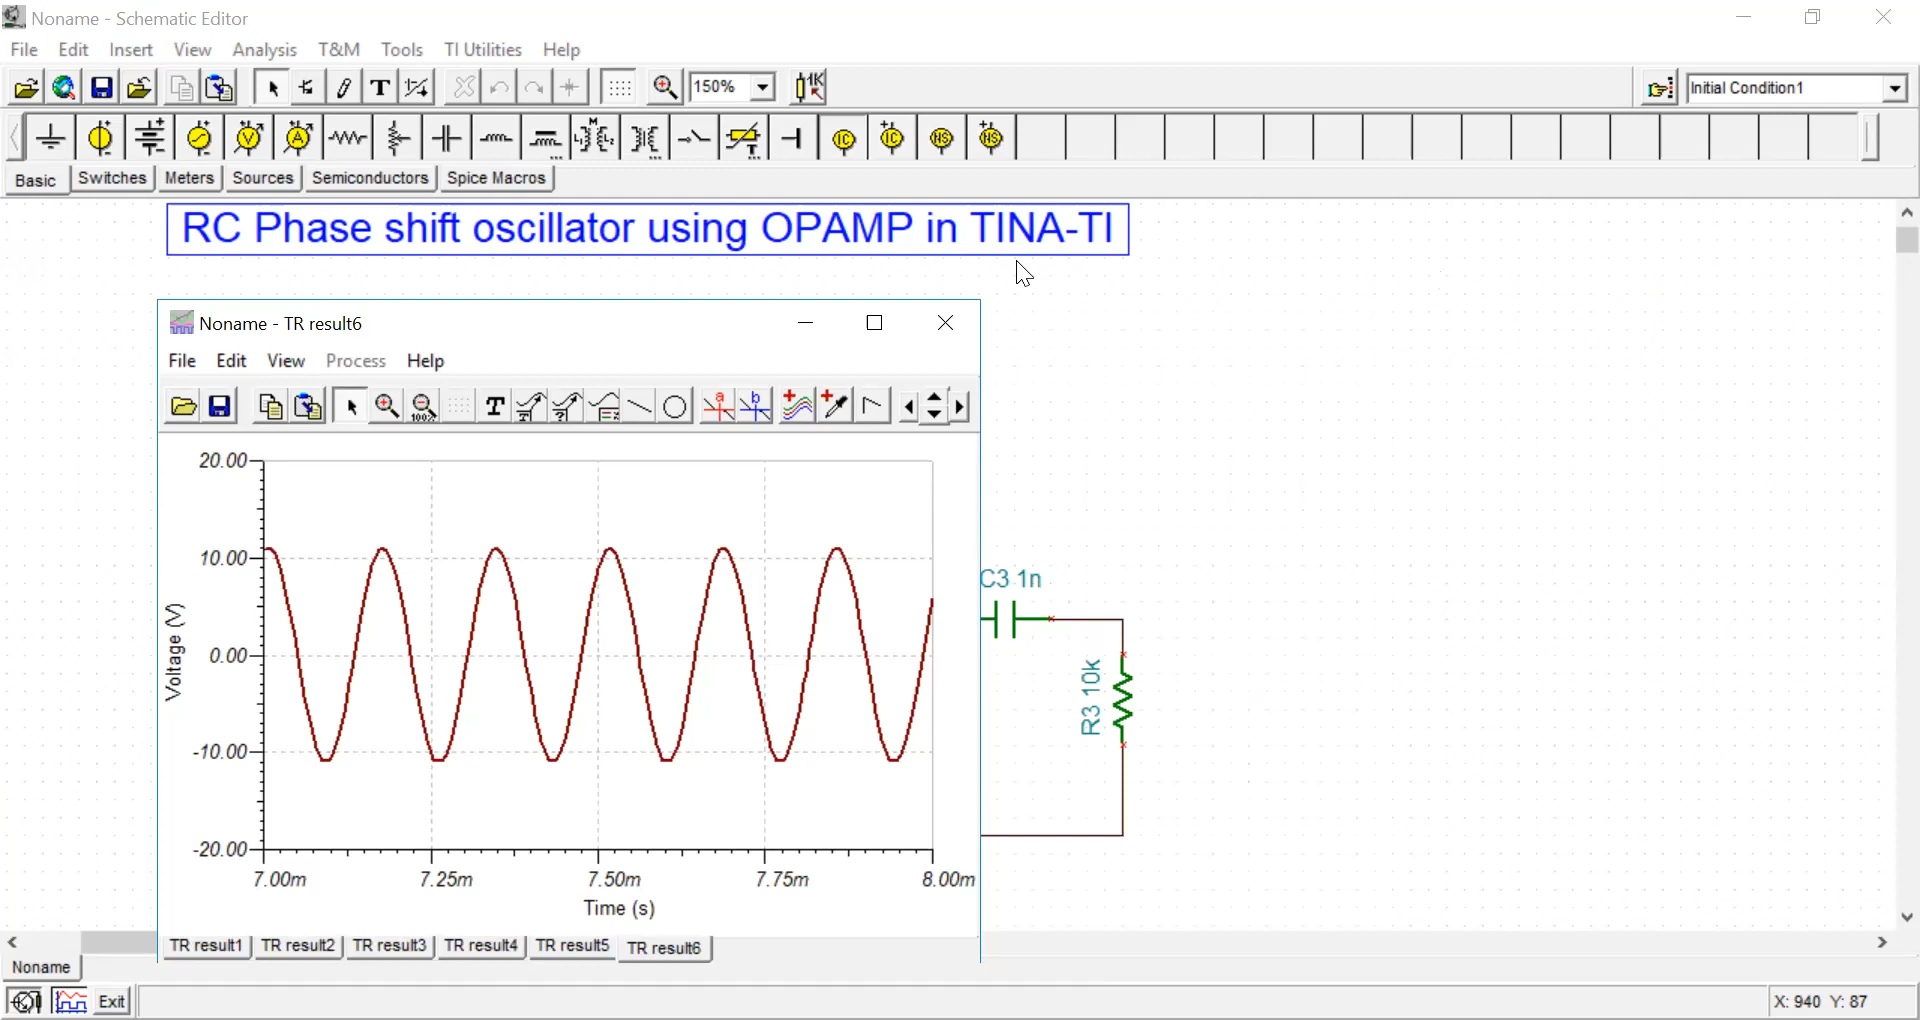 Noname - Schematic Editor
File Edit Insert View Analysis T&M Tools TI Utilities Help
150% 1K Initial Condition1
Basic Switches Meters Sources Semiconductors Spice Macros
RC Phase shift oscillator using OPAMP in TINA-TI
Noname - TR result6
File Edit View Process Help
20.00
10.00
0.00
-10.00
-20.00
Voltage (V)
7.00m 7.25m 7.50m 7.75m 8.00m
Time (s)
TR result1 TR result2 TR result3 TR result4 TR result5 TR result6
C3 1n
R3 10k
Noname
Exit
X: 940 Y: 87